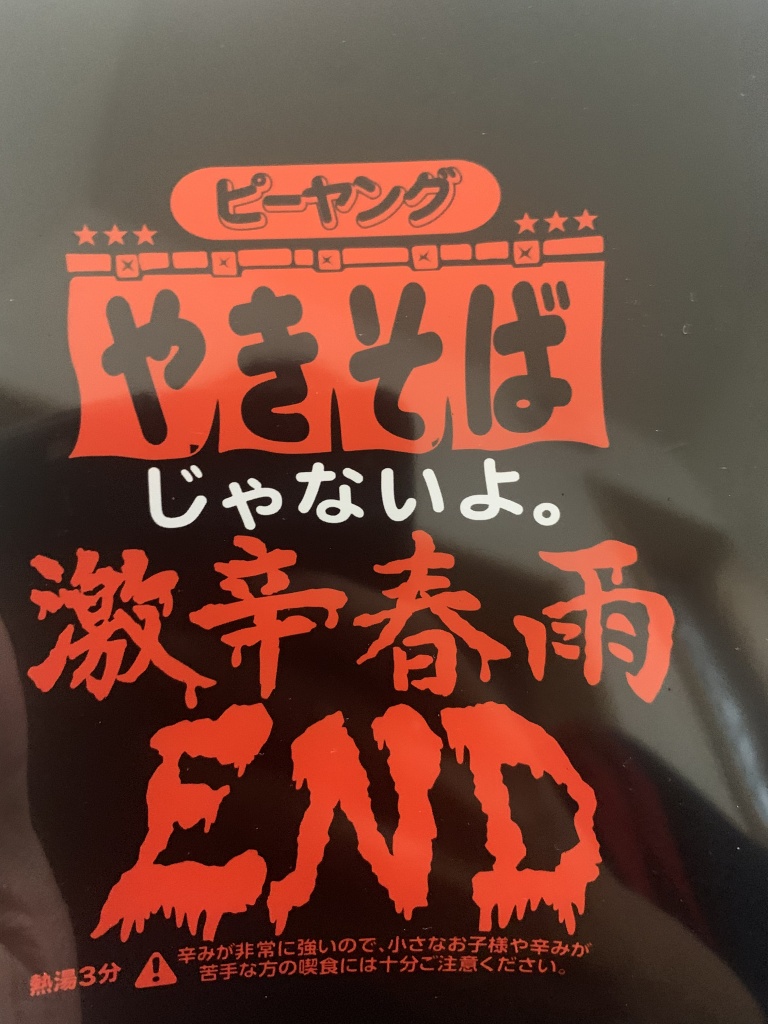 ピーヤング
やきそば
じゃないよ。
激辛春雨
END
辛みが非常に強いので、小さなお子様や辛みが
苦手な方の喫食には十分ご注意ください。
熱湯3分